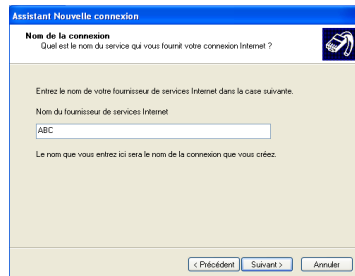 Assistant Nouvelle connexion
Nom de la connexion
Quel est le nom du service qui vous fournit votre connexion Internet ?
Entrez le nom de votre fournisseur de services Internet dans la case suivante.
Nom du fournisseur de services Internet
ABC
Le nom que vous entrez ici sera le nom de la connexion que vous créez.
< Précédent Suivant > Annuler